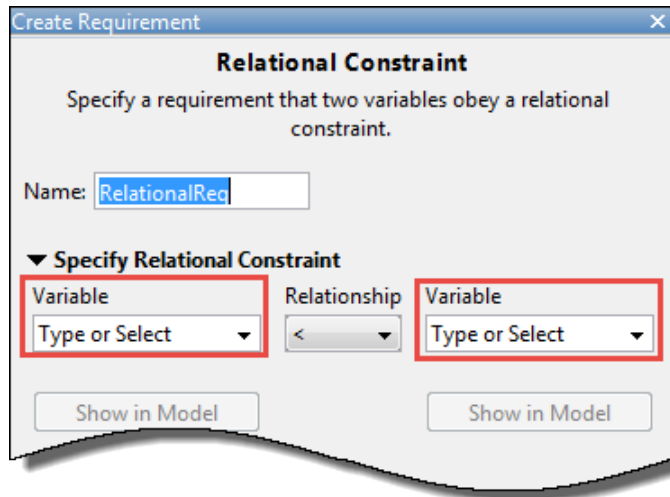 Create Requirement
Relational Constraint
Specify a requirement that two variables obey a relational
constraint.
Name: RelationalReq
Specify Relational Constraint
Variable Relationship Variable
Type or Select < Type or Select
Show in Model Show in Model